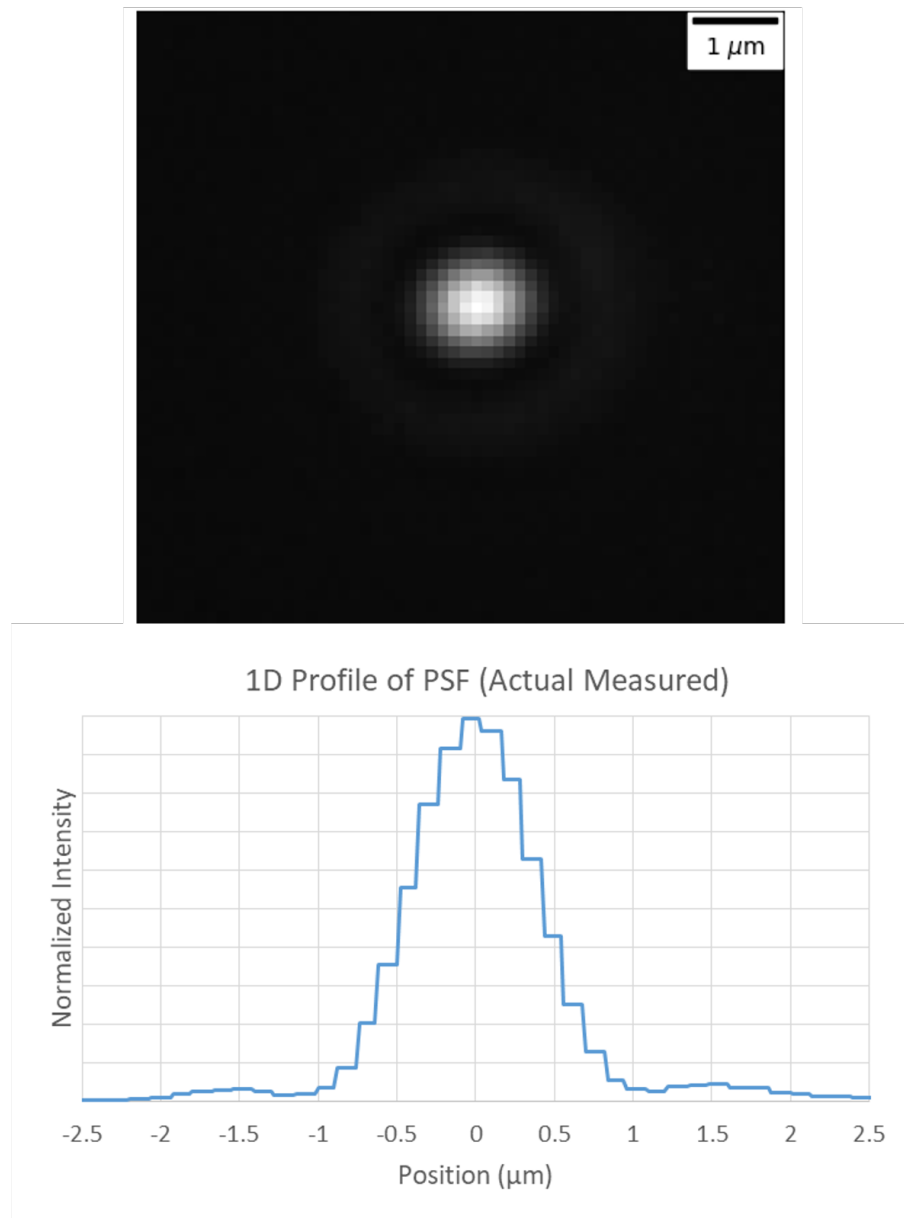 1 μm
1D Profile of PSF (Actual Measured)
Normalized Intensity
-2.5 -2 -1.5 -1 -0.5 0 0.5 1 1.5 2 2.5
Position (μm)